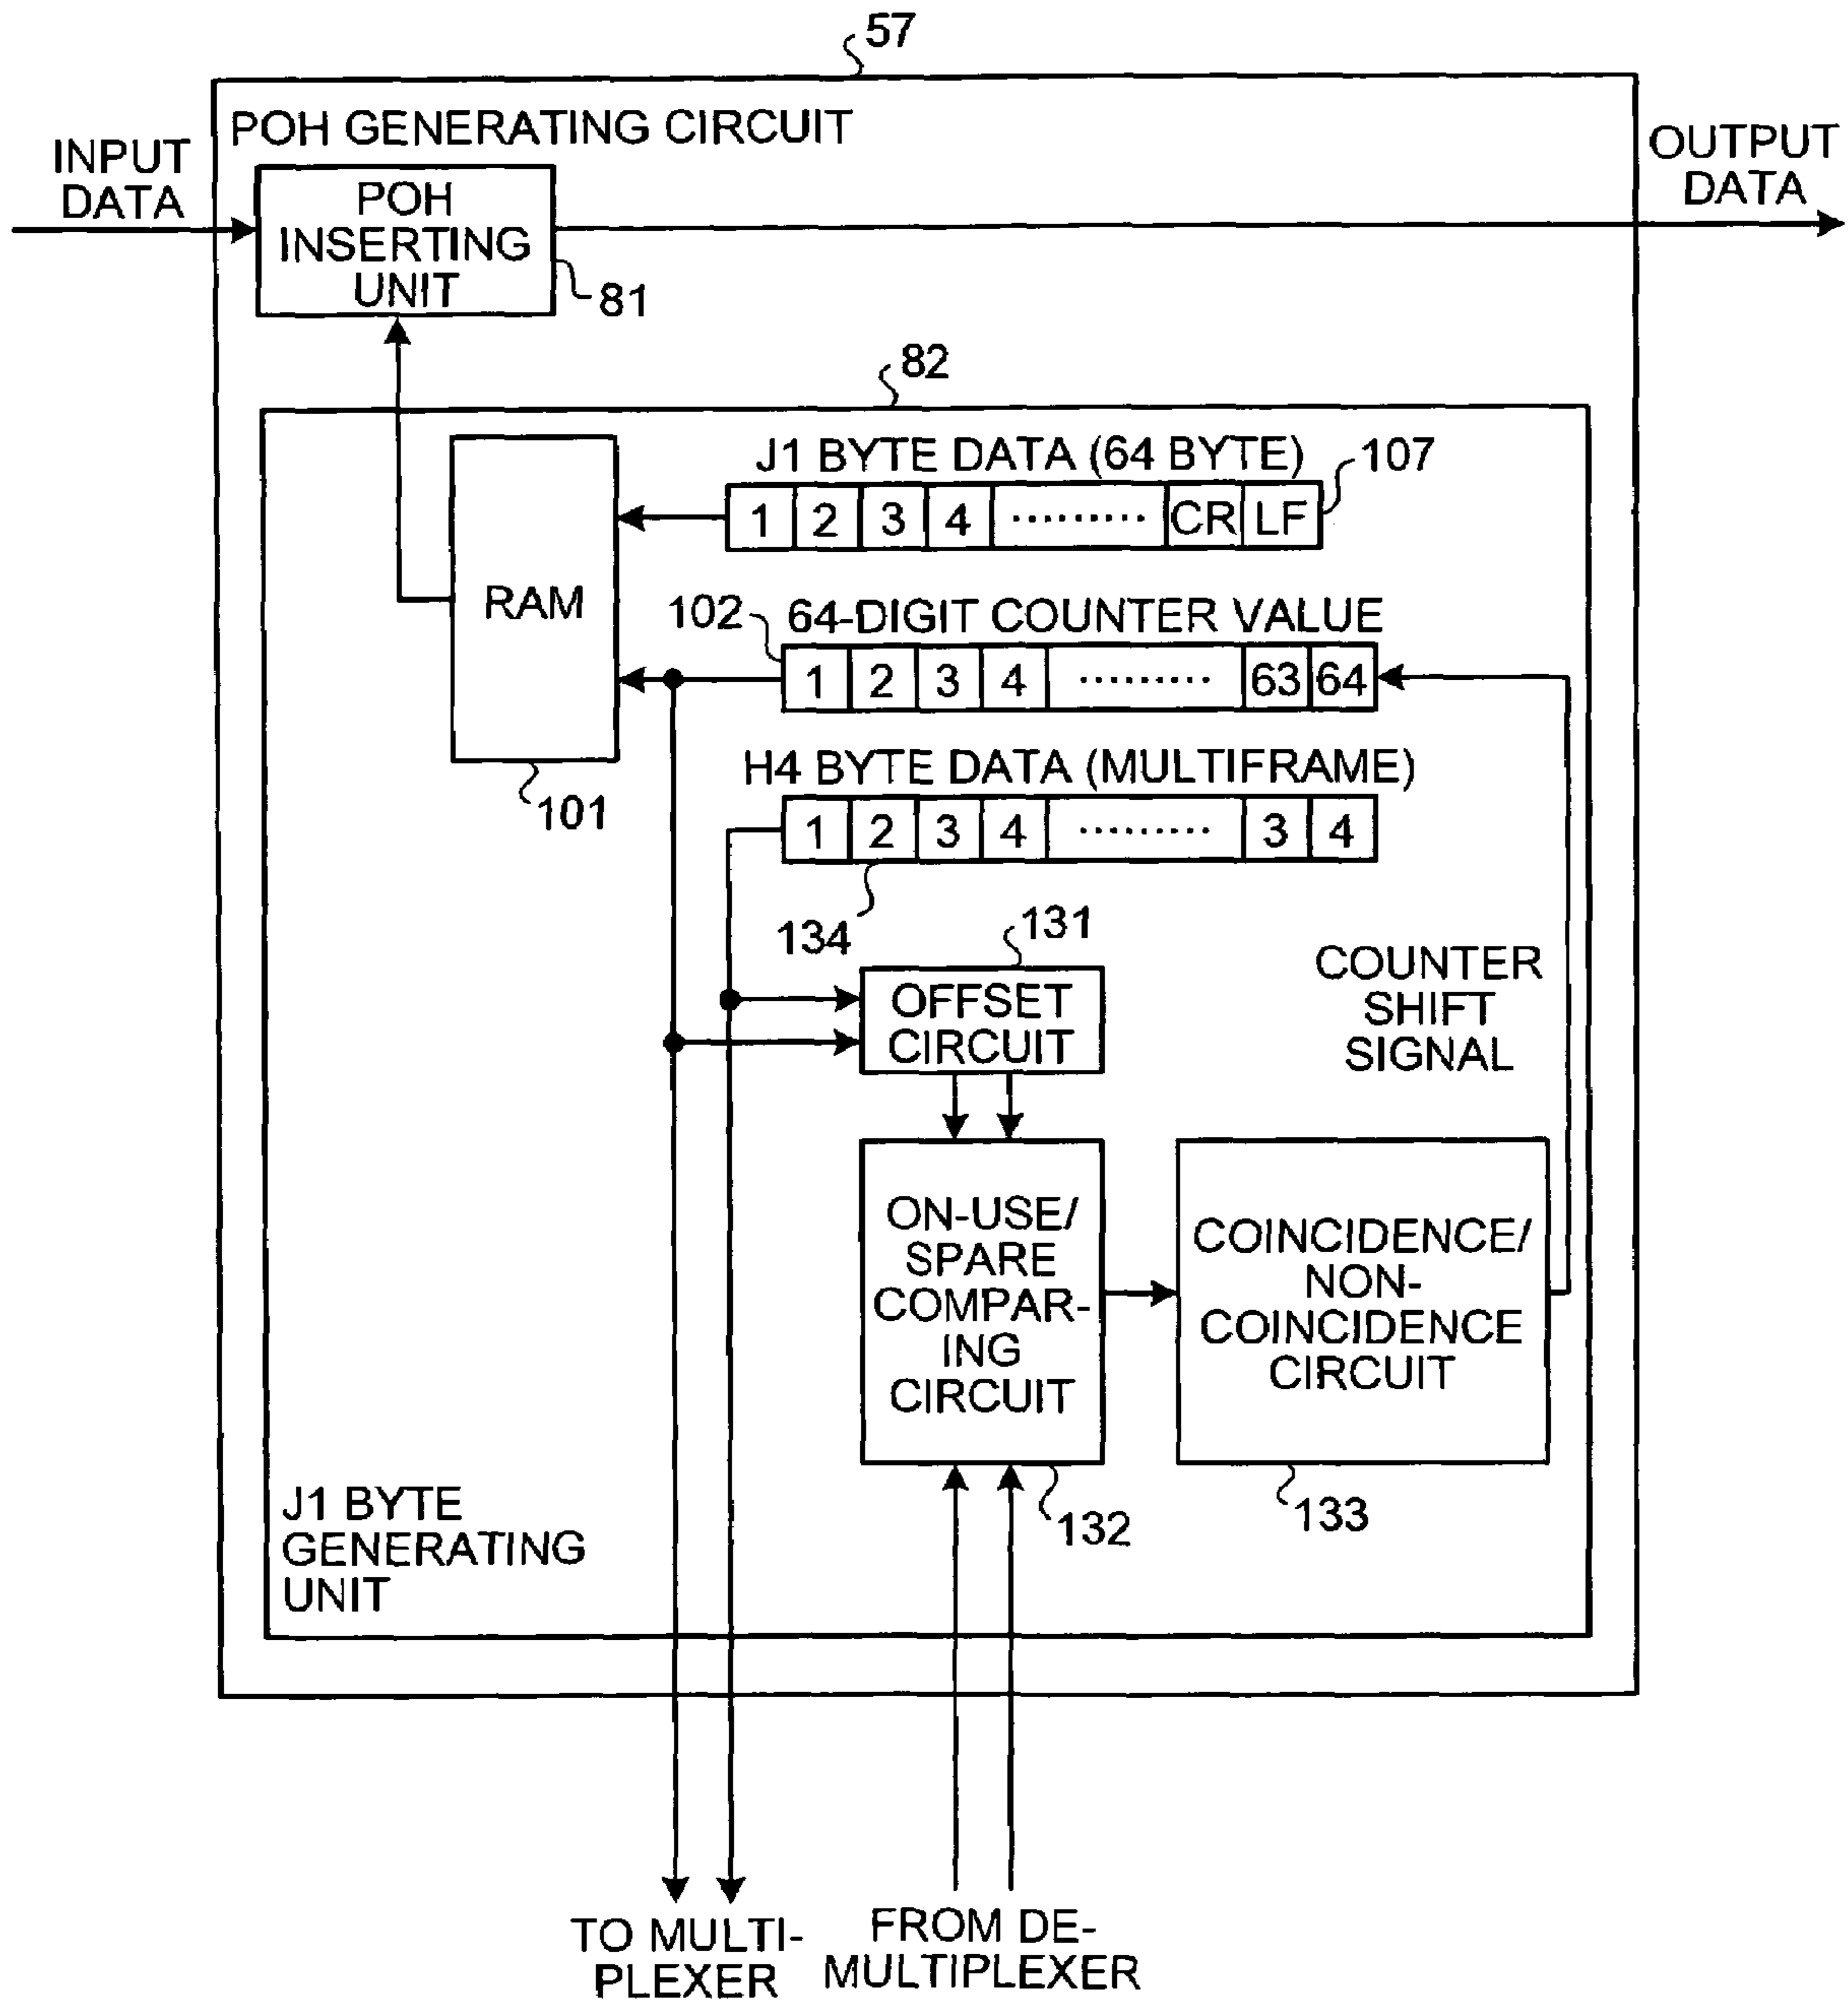 57
POH GENERATING CIRCUIT
INPUT
DATA
OUTPUT
DATA
POH
INSERTING
UNIT
81
82
J1 BYTE DATA (64 BYTE)
107
1 2 3 4 ......... CR LF
RAM
102
64-DIGIT COUNTER VALUE
1 2 3 4 ......... 63 64
101
H4 BYTE DATA (MULTIFRAME)
1 2 3 4 ......... 3 4
134
131
OFFSET
CIRCUIT
COUNTER
SHIFT
SIGNAL
ON-USE/
SPARE
COMPAR-
ING
CIRCUIT
COINCIDENCE/
NON-
COINCIDENCE
CIRCUIT
132
133
J1 BYTE
GENERATING
UNIT
TO MULTI-
PLEXER
FROM DE-
MULTIPLEXER